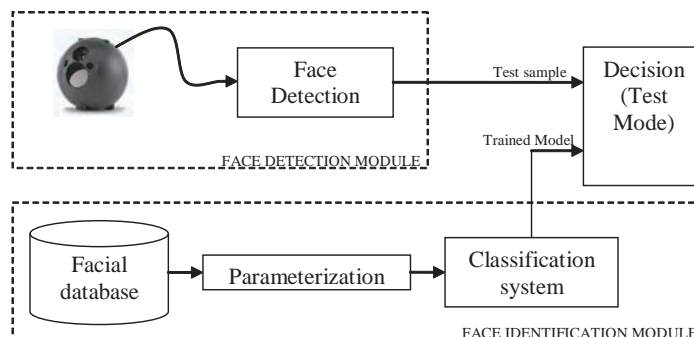 Face
Detection
Test sample
Decision
(Test
Mode)
Trained Model
FACE DETECTION MODULE
Facial
database
Parameterization
Classification
system
FACE IDENTIFICATION MODULE